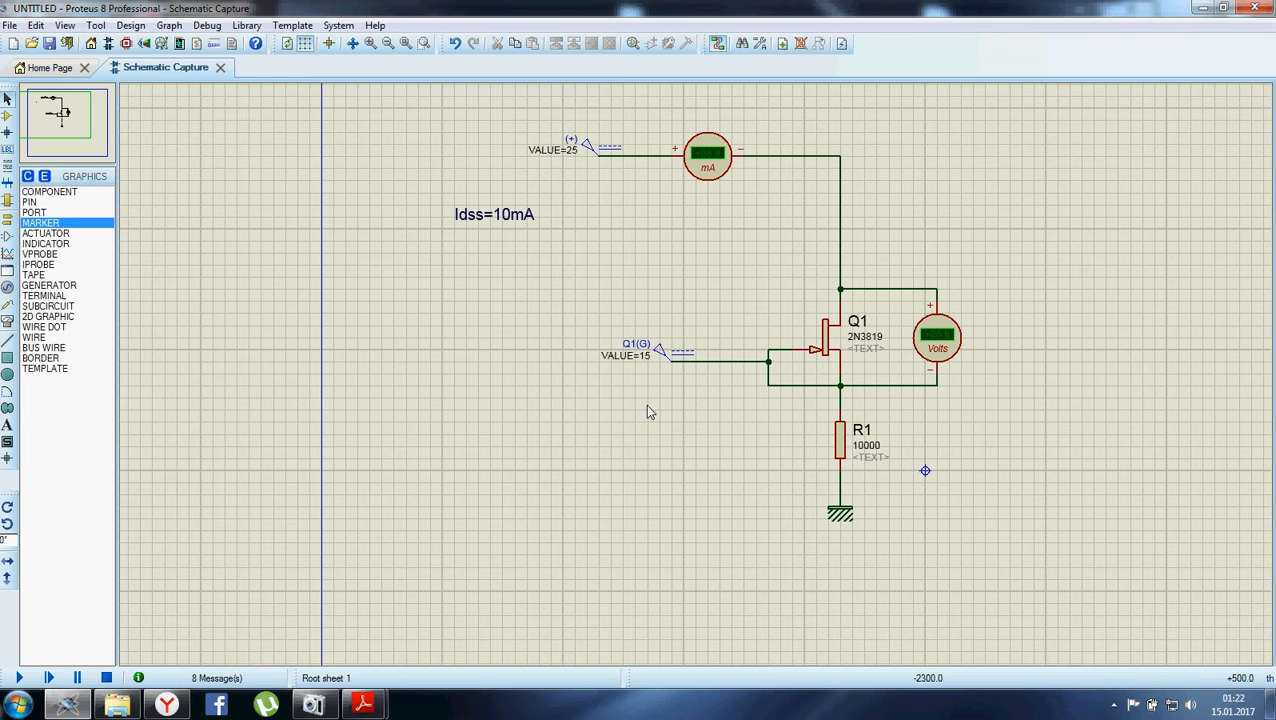 UNTITLED - Proteus 8 Professional - Schematic Capture
File Edit View Tool Design Graph Debug Library Template System Help
Home Page
Schematic Capture
C E GRAPHICS
COMPONENT
PIN
PORT
MARKER
ACTUATOR
INDICATOR
VPROBE
IPROBE
TAPE
GENERATOR
TERMINAL
SUBCIRCUIT
2D GRAPHIC
WIRE DOT
WIRE
BUS WIRE
BORDER
TEMPLATE
LBL
(+)
VALUE=25
+
−
mA
Idss=10mA
Q1(G)
VALUE=15
Q1
2N3819
<TEXT>
+
Volts
−
R1
10000
<TEXT>
0°
8 Message(s)
Root sheet 1
-2300.0
+500.0
th
01:22
15.01.2017